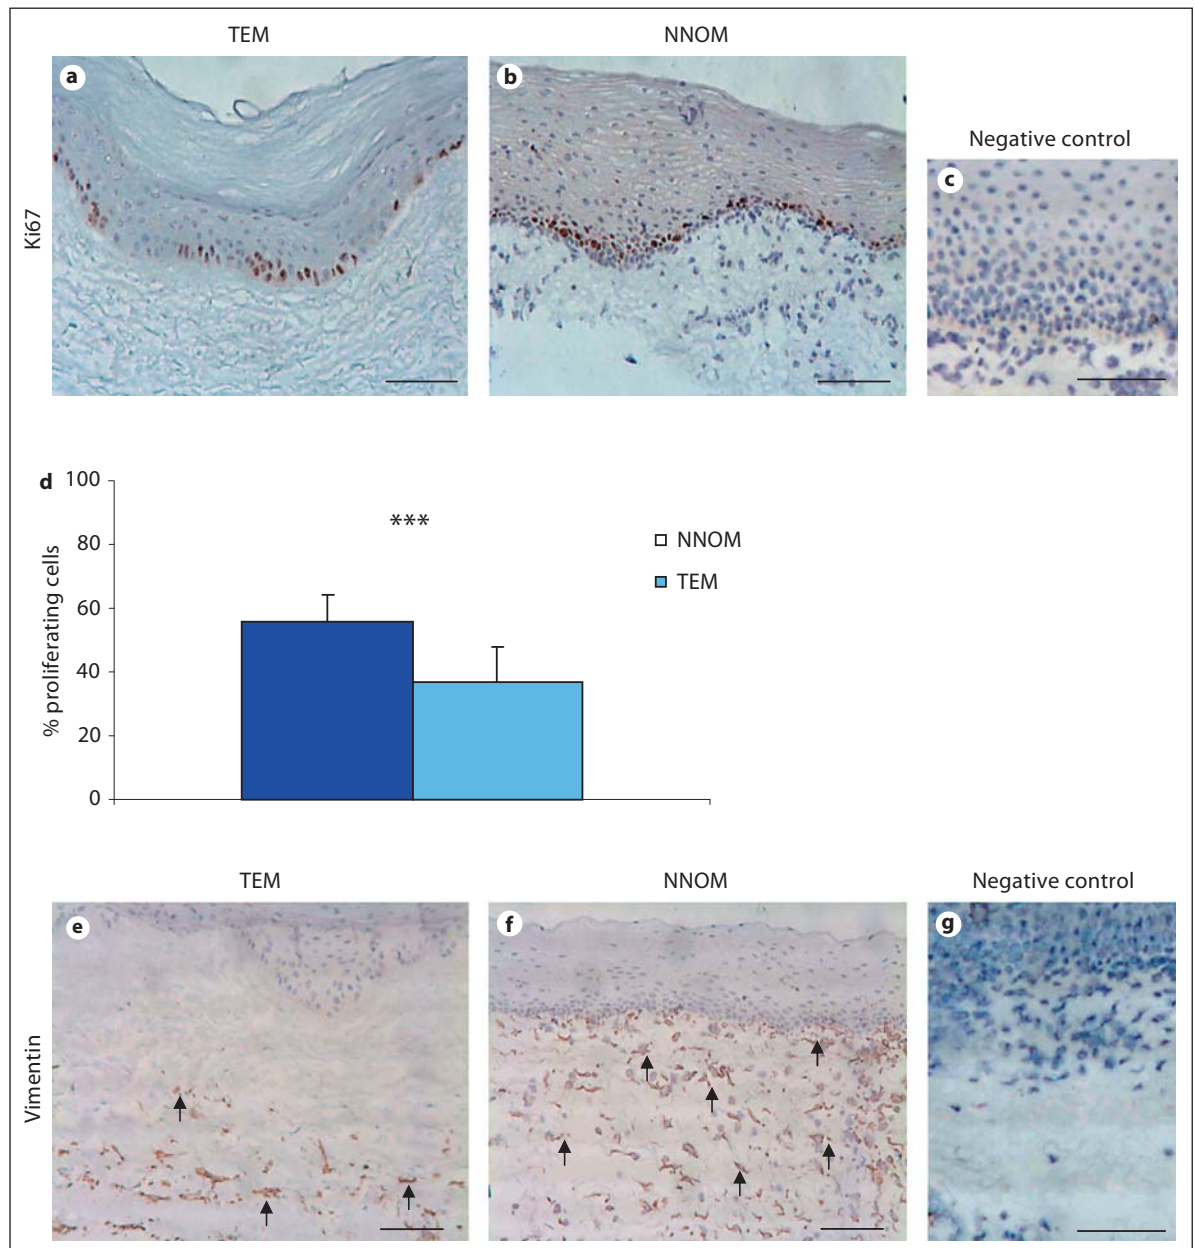 TEM
NNOM
Negative control
Ki67
a
b
c
d
100
80
60
40
20
0
% proliferating cells
***
NNOM
TEM
TEM
NNOM
Negative control
Vimentin
e
f
g